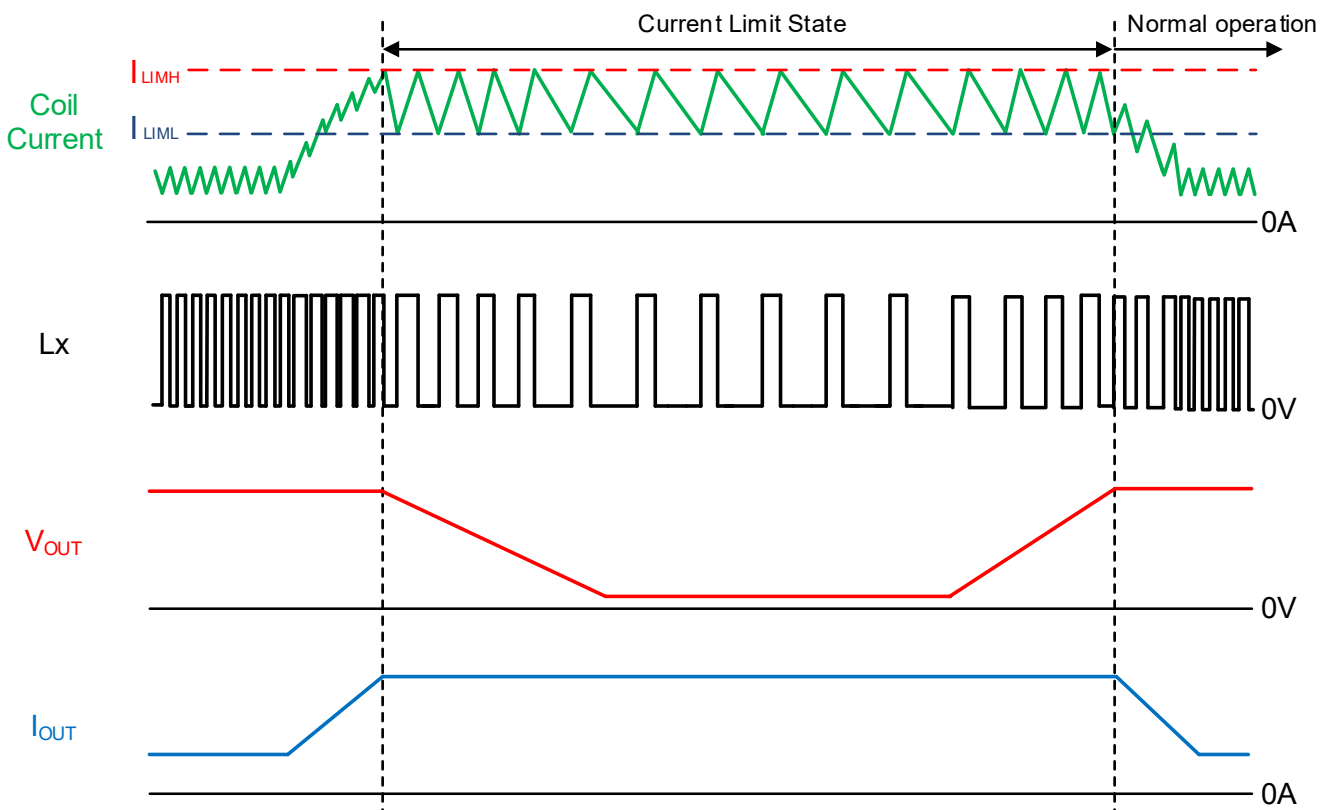 Current Limit State
Normal operation
ILIMH
Coil
Current
ILIML
0A
Lx
0V
VOUT
0V
IOUT
0A